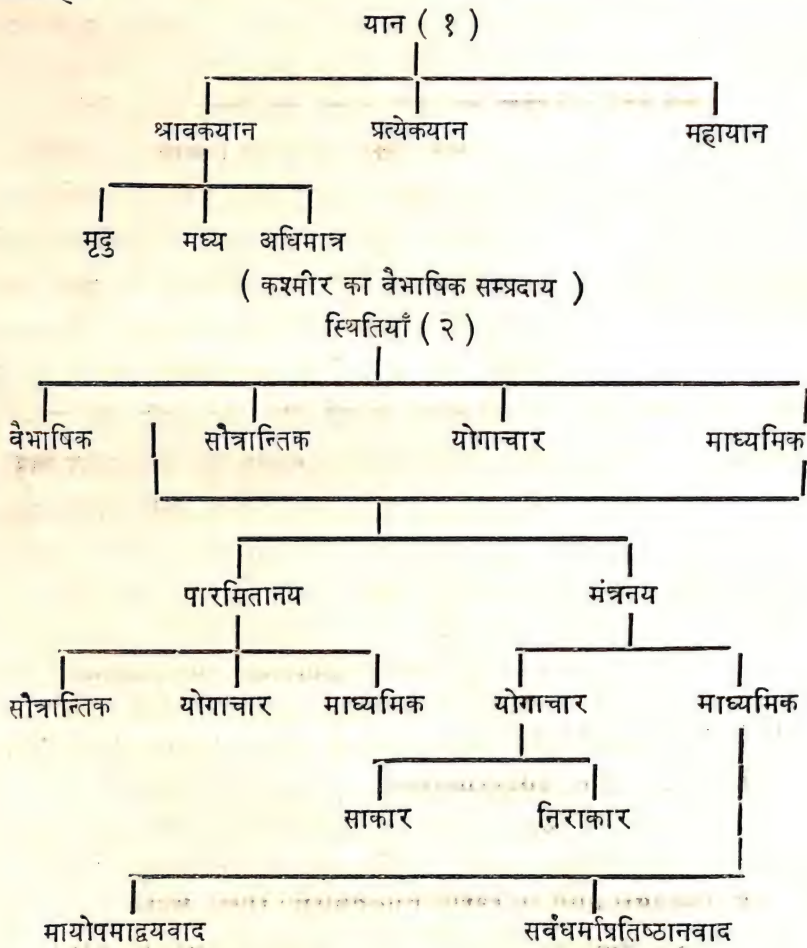 यान ( १ )
श्रावकयान प्रत्येकयान महायान
मृदु मध्य अधिमात्र
( कश्मीर का वैभाषिक सम्प्रदाय )
स्थितियाँ ( २ )
वैभाषिक सौत्रान्तिक योगाचार माध्यमिक
पारमितानय मंत्रनय
सौत्रान्तिक योगाचार माध्यमिक योगाचार माध्यमिक
साकार निराकार
मायोपमाद्वयवाद सर्वधर्माप्रतिष्ठानवाद